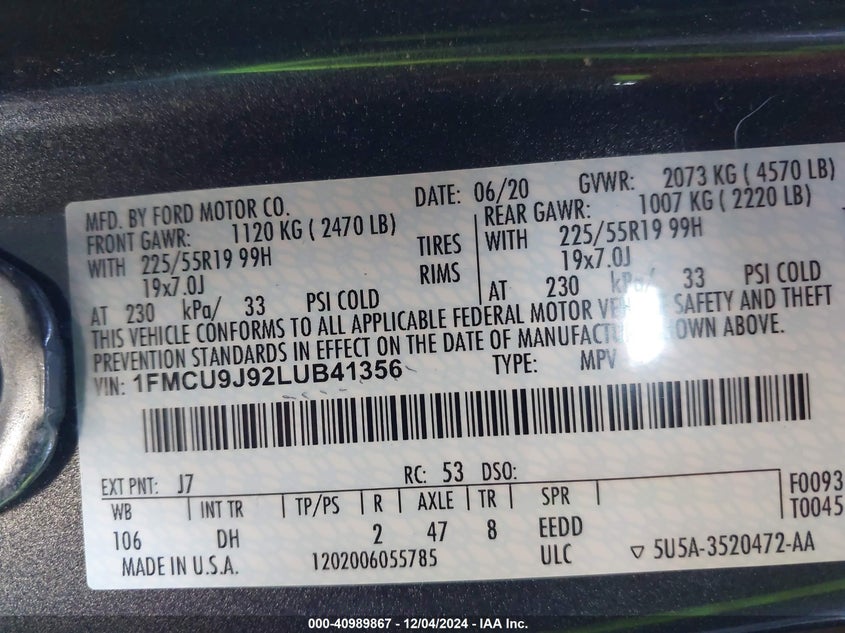 MFD. BY FORD MOTOR CO. DATE: 06/20 GVWR: 2073 KG ( 4570 LB)
FRONT GAWR: 1120 KG ( 2470 LB) REAR GAWR: 1007 KG ( 2220 LB)
WITH 225/55R19 99H TIRES WITH 225/55R19 99H
19x7.0J RIMS 19x7.0J
AT 230 kPa/ 33 PSI COLD AT 230 kPa/ 33 PSI COLD
THIS VEHICLE CONFORMS TO ALL APPLICABLE FEDERAL MOTOR SAFETY AND THEFT
PREVENTION STANDARDS IN EFFECT ON THE DATE OF SHOWN ABOVE.
VIN: 1FMCU9J92LUB41356 TYPE: MPV
EXT PNT: J7 RC: 53 DSO:
WB INT TR TP/PS R AXLE TR SPR F0093
T0045
106 DH 2 47 8 EEDD
MADE IN U.S.A. 1202006055785 ULC ▽ 5U5A-3520472-AA
000-40989867 - 12/04/2024 - IAA Inc.